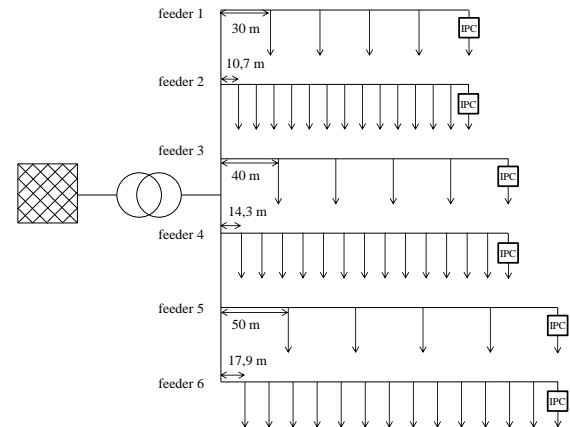 feeder 1
30 m
IPC
10,7 m
feeder 2
IPC
feeder 3
40 m
IPC
14,3 m
feeder 4
IPC
feeder 5
50 m
IPC
17,9 m
feeder 6
IPC